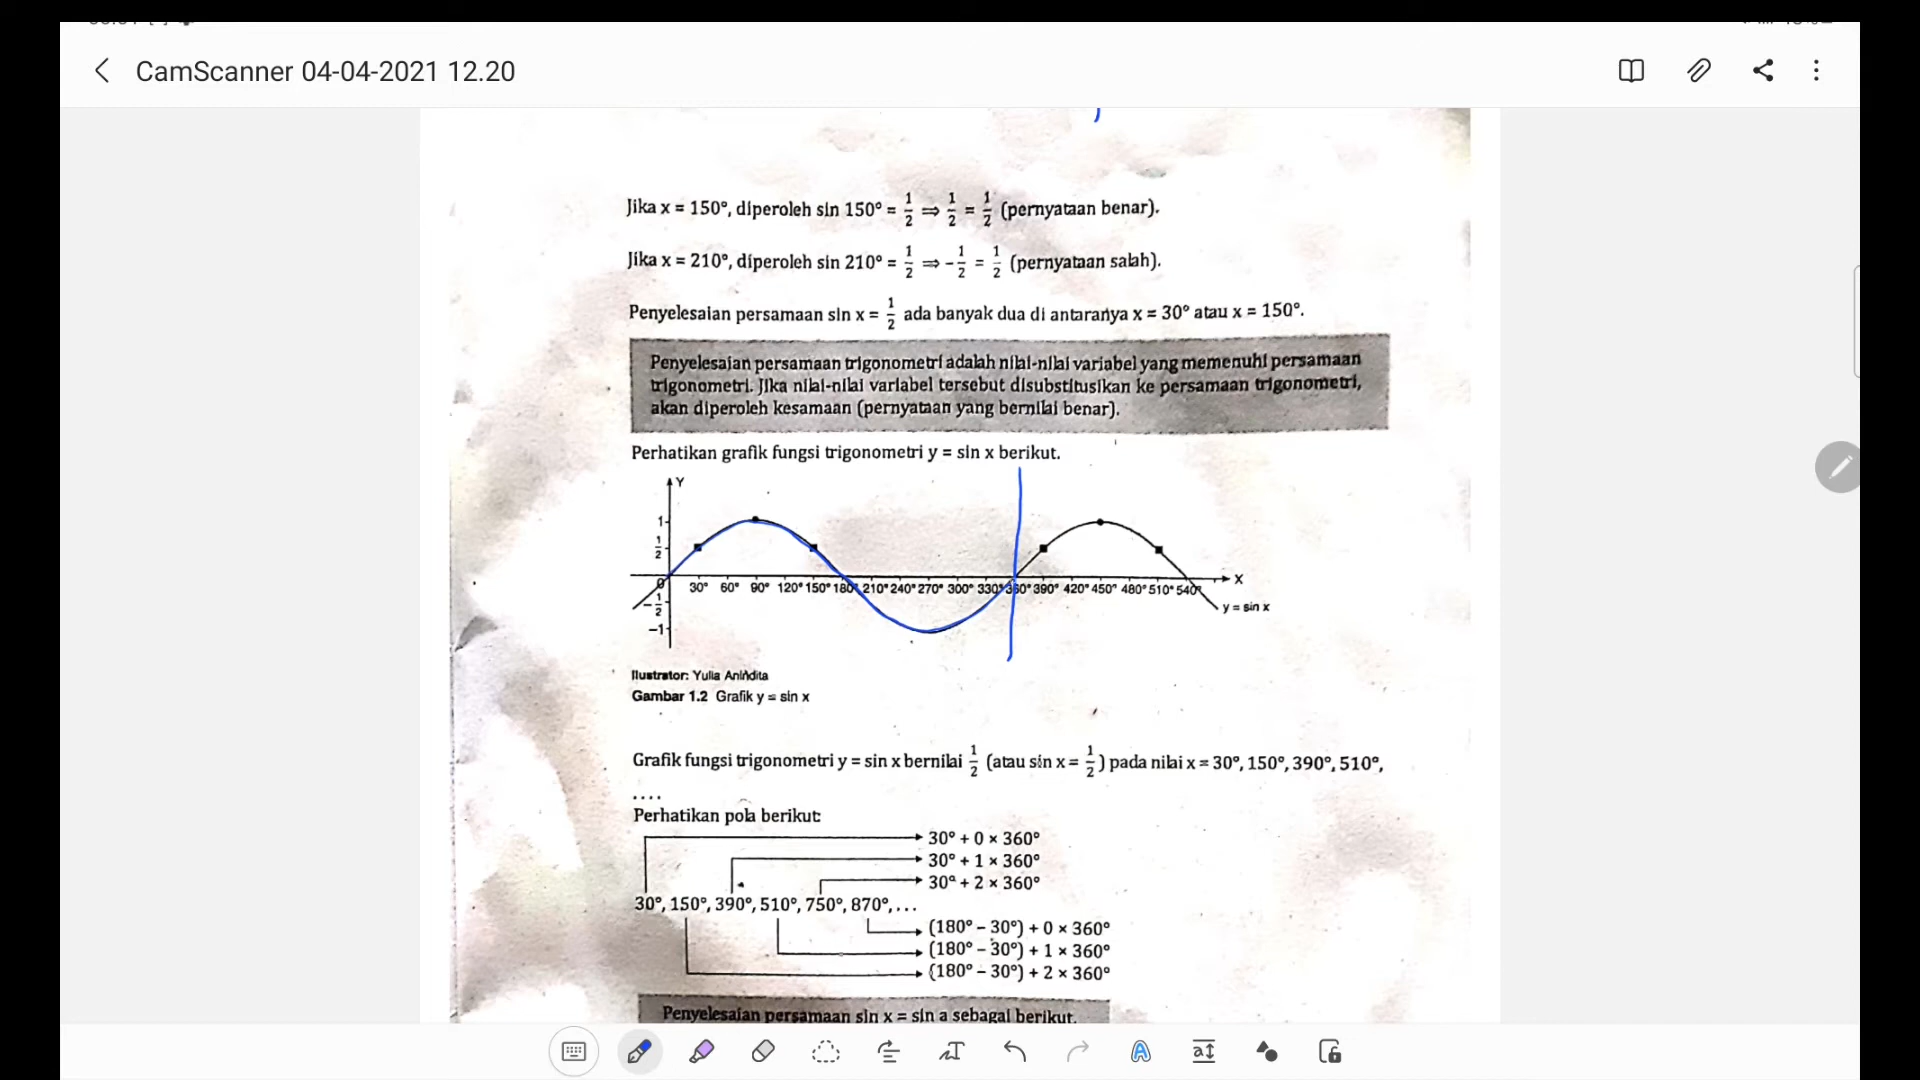 CamScanner 04-04-2021 12.20
Jika x = 150°, diperoleh sin 150° = 1/2 ⇒ 1/2 = 1/2 (pernyataan benar).
Jika x = 210°, diperoleh sin 210° = 1/2 ⇒ -1/2 = 1/2 (pernyataan salah).
Penyelesaian persamaan sin x = 1/2 ada banyak dua di antaranya x = 30° atau x = 150°.
Penyelesaian persamaan trigonometri adalah nilai-nilai variabel yang memenuhi persamaan
trigonometri. Jika nilai-nilai variabel tersebut disubstitusikan ke persamaan trigonometri,
akan diperoleh kesamaan (pernyataan yang bernilai benar).
Perhatikan grafik fungsi trigonometri y = sin x berikut.
Y
1
1/2
0 30° 60° 90° 120° 150° 180° 210° 240° 270° 300° 330° 360° 390° 420° 450° 480° 510° 540° X
-1/2
-1
y = sin x
Ilustrator: Yulia Anindita
Gambar 1.2 Grafik y = sin x
Grafik fungsi trigonometri y = sin x bernilai 1/2 (atau sin x = 1/2) pada nilai x = 30°, 150°, 390°, 510°,
....
Perhatikan pola berikut:
30° + 0 × 360°
30° + 1 × 360°
30° + 2 × 360°
30°, 150°, 390°, 510°, 750°, 870°, ...
(180° – 30°) + 0 × 360°
(180° – 30°) + 1 × 360°
(180° – 30°) + 2 × 360°
Penyelesaian persamaan sin x = sin a sebagai berikut.